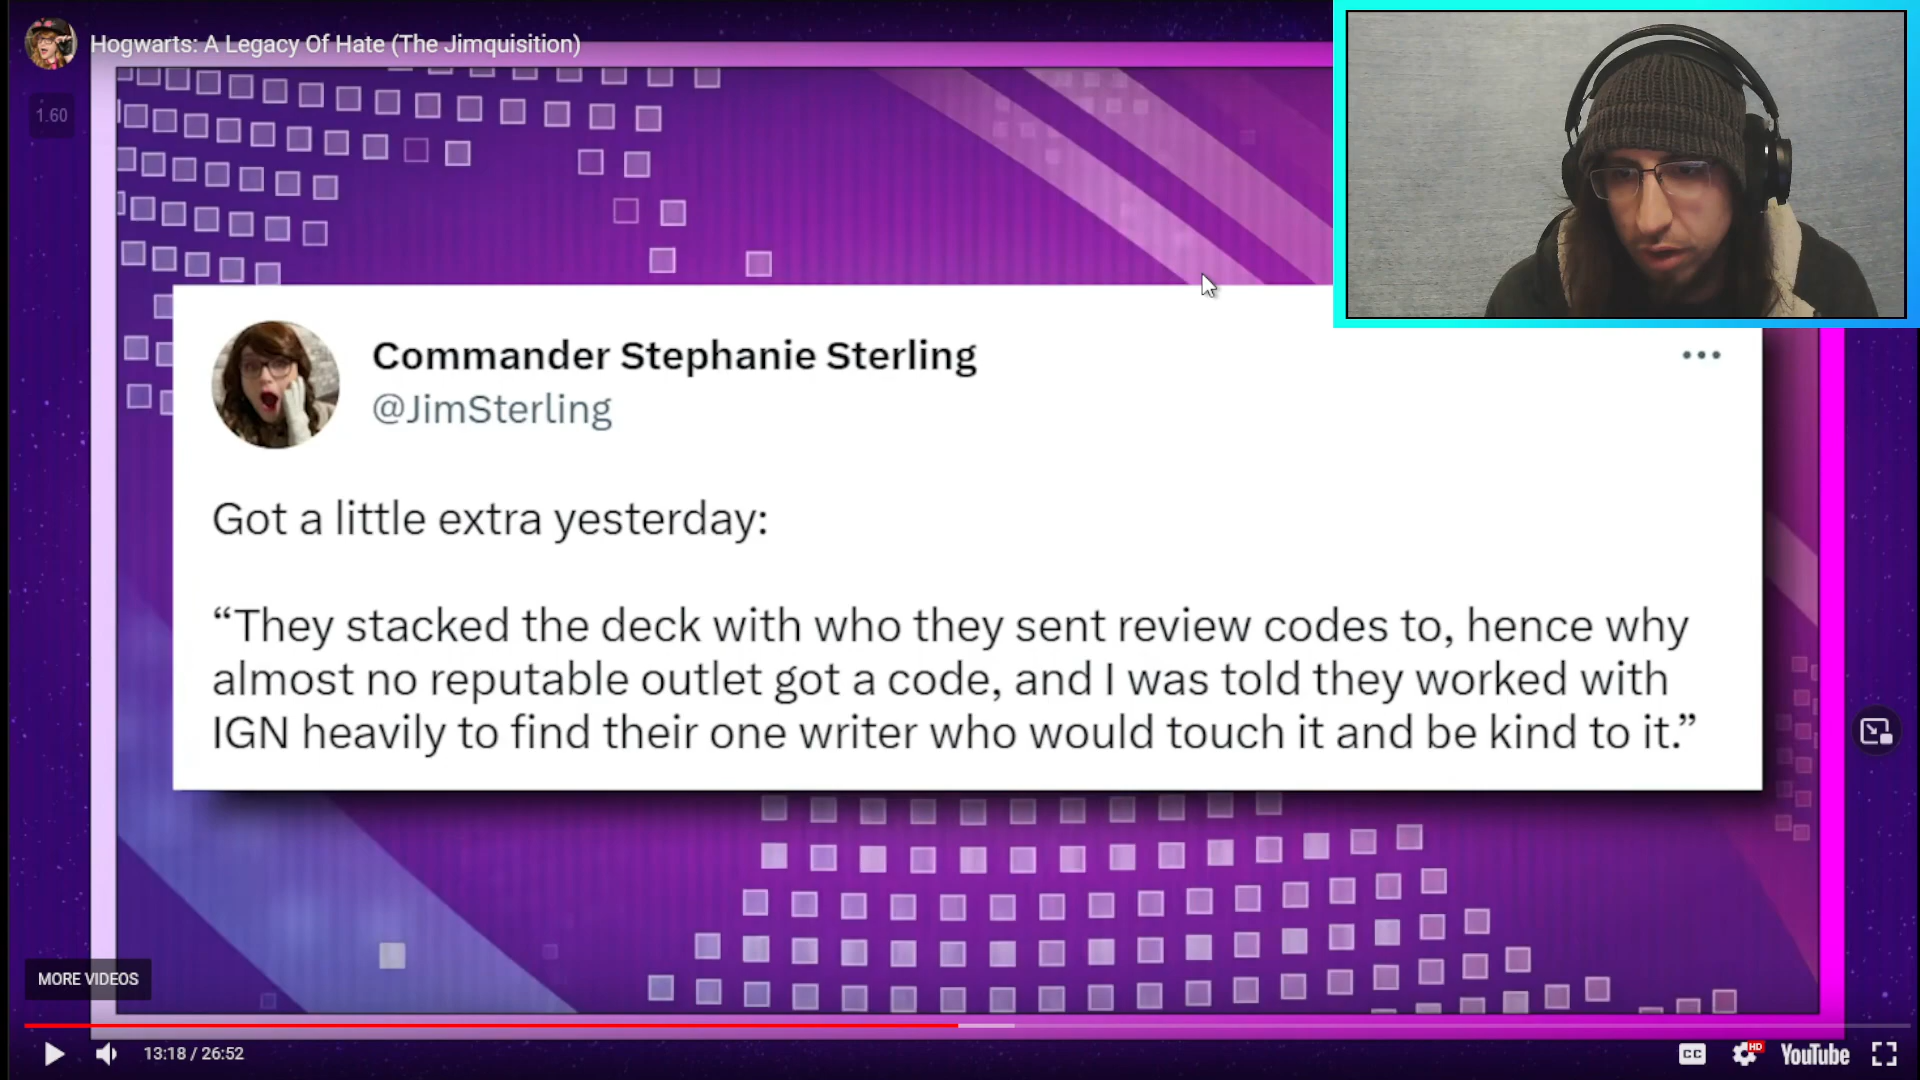 Hogwarts: A Legacy Of Hate (The Jimquisition)
1.60
Commander Stephanie Sterling
@JimSterling
Got a little extra yesterday:
“They stacked the deck with who they sent review codes to, hence why
almost no reputable outlet got a code, and I was told they worked with
IGN heavily to find their one writer who would touch it and be kind to it.”
MORE VIDEOS
13:18 / 26:52
CC
HD
YouTube